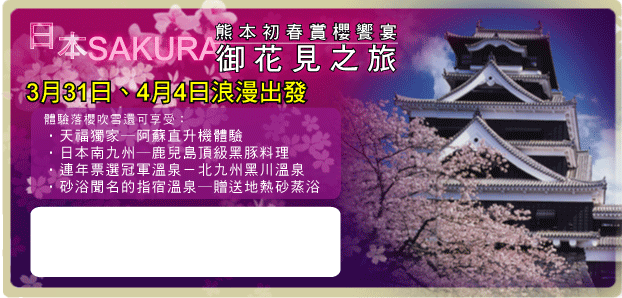 日本SAKURA
熊本初春賞櫻饗宴
御花見之旅
3月31日、4月4日浪漫出發
體驗落櫻吹雪還可享受：
・天福獨家─阿蘇直升機體驗
・日本南九州─鹿兒島頂級黑豚料理
・連年票選冠軍溫泉－北九州黑川溫泉
・砂浴聞名的指宿溫泉─贈送地熱砂蒸浴